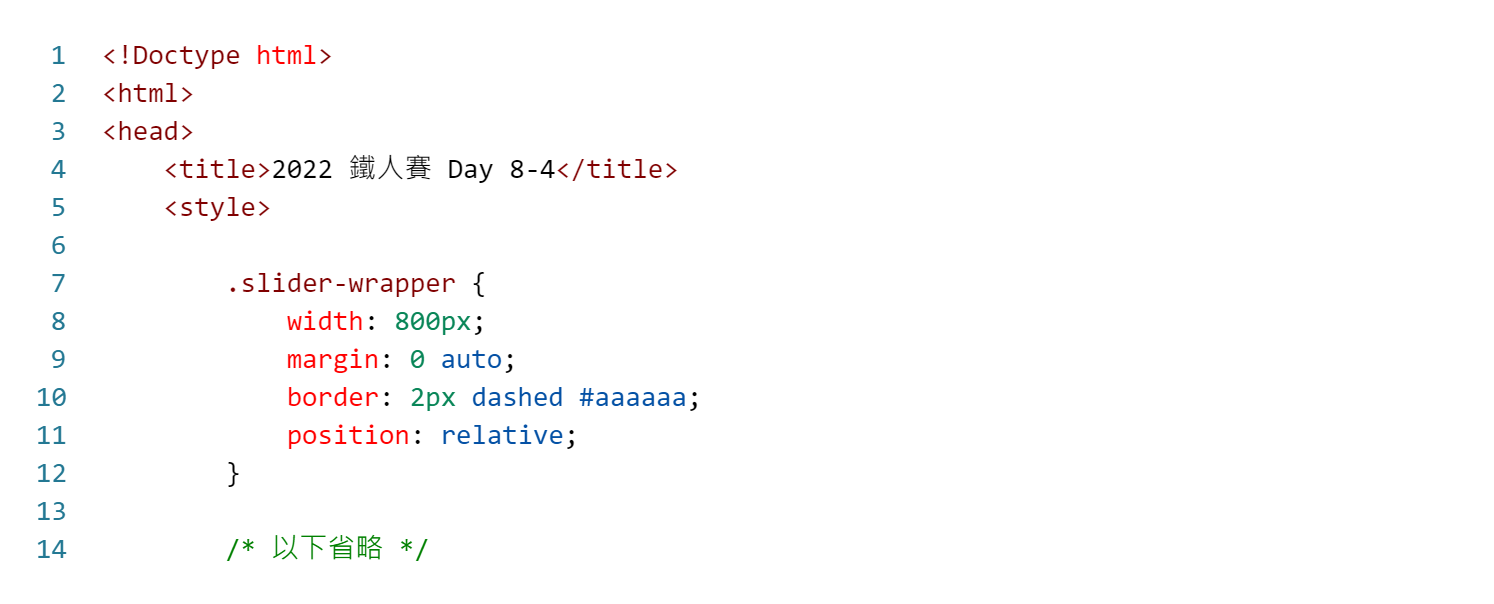 1 <!Doctype html>
2 <html>
3 <head>
4     <title>2022 鐵人賽 Day 8-4</title>
5     <style>
6
7         .slider-wrapper {
8             width: 800px;
9             margin: 0 auto;
10             border: 2px dashed #aaaaaa;
11             position: relative;
12         }
13
14         /* 以下省略 */